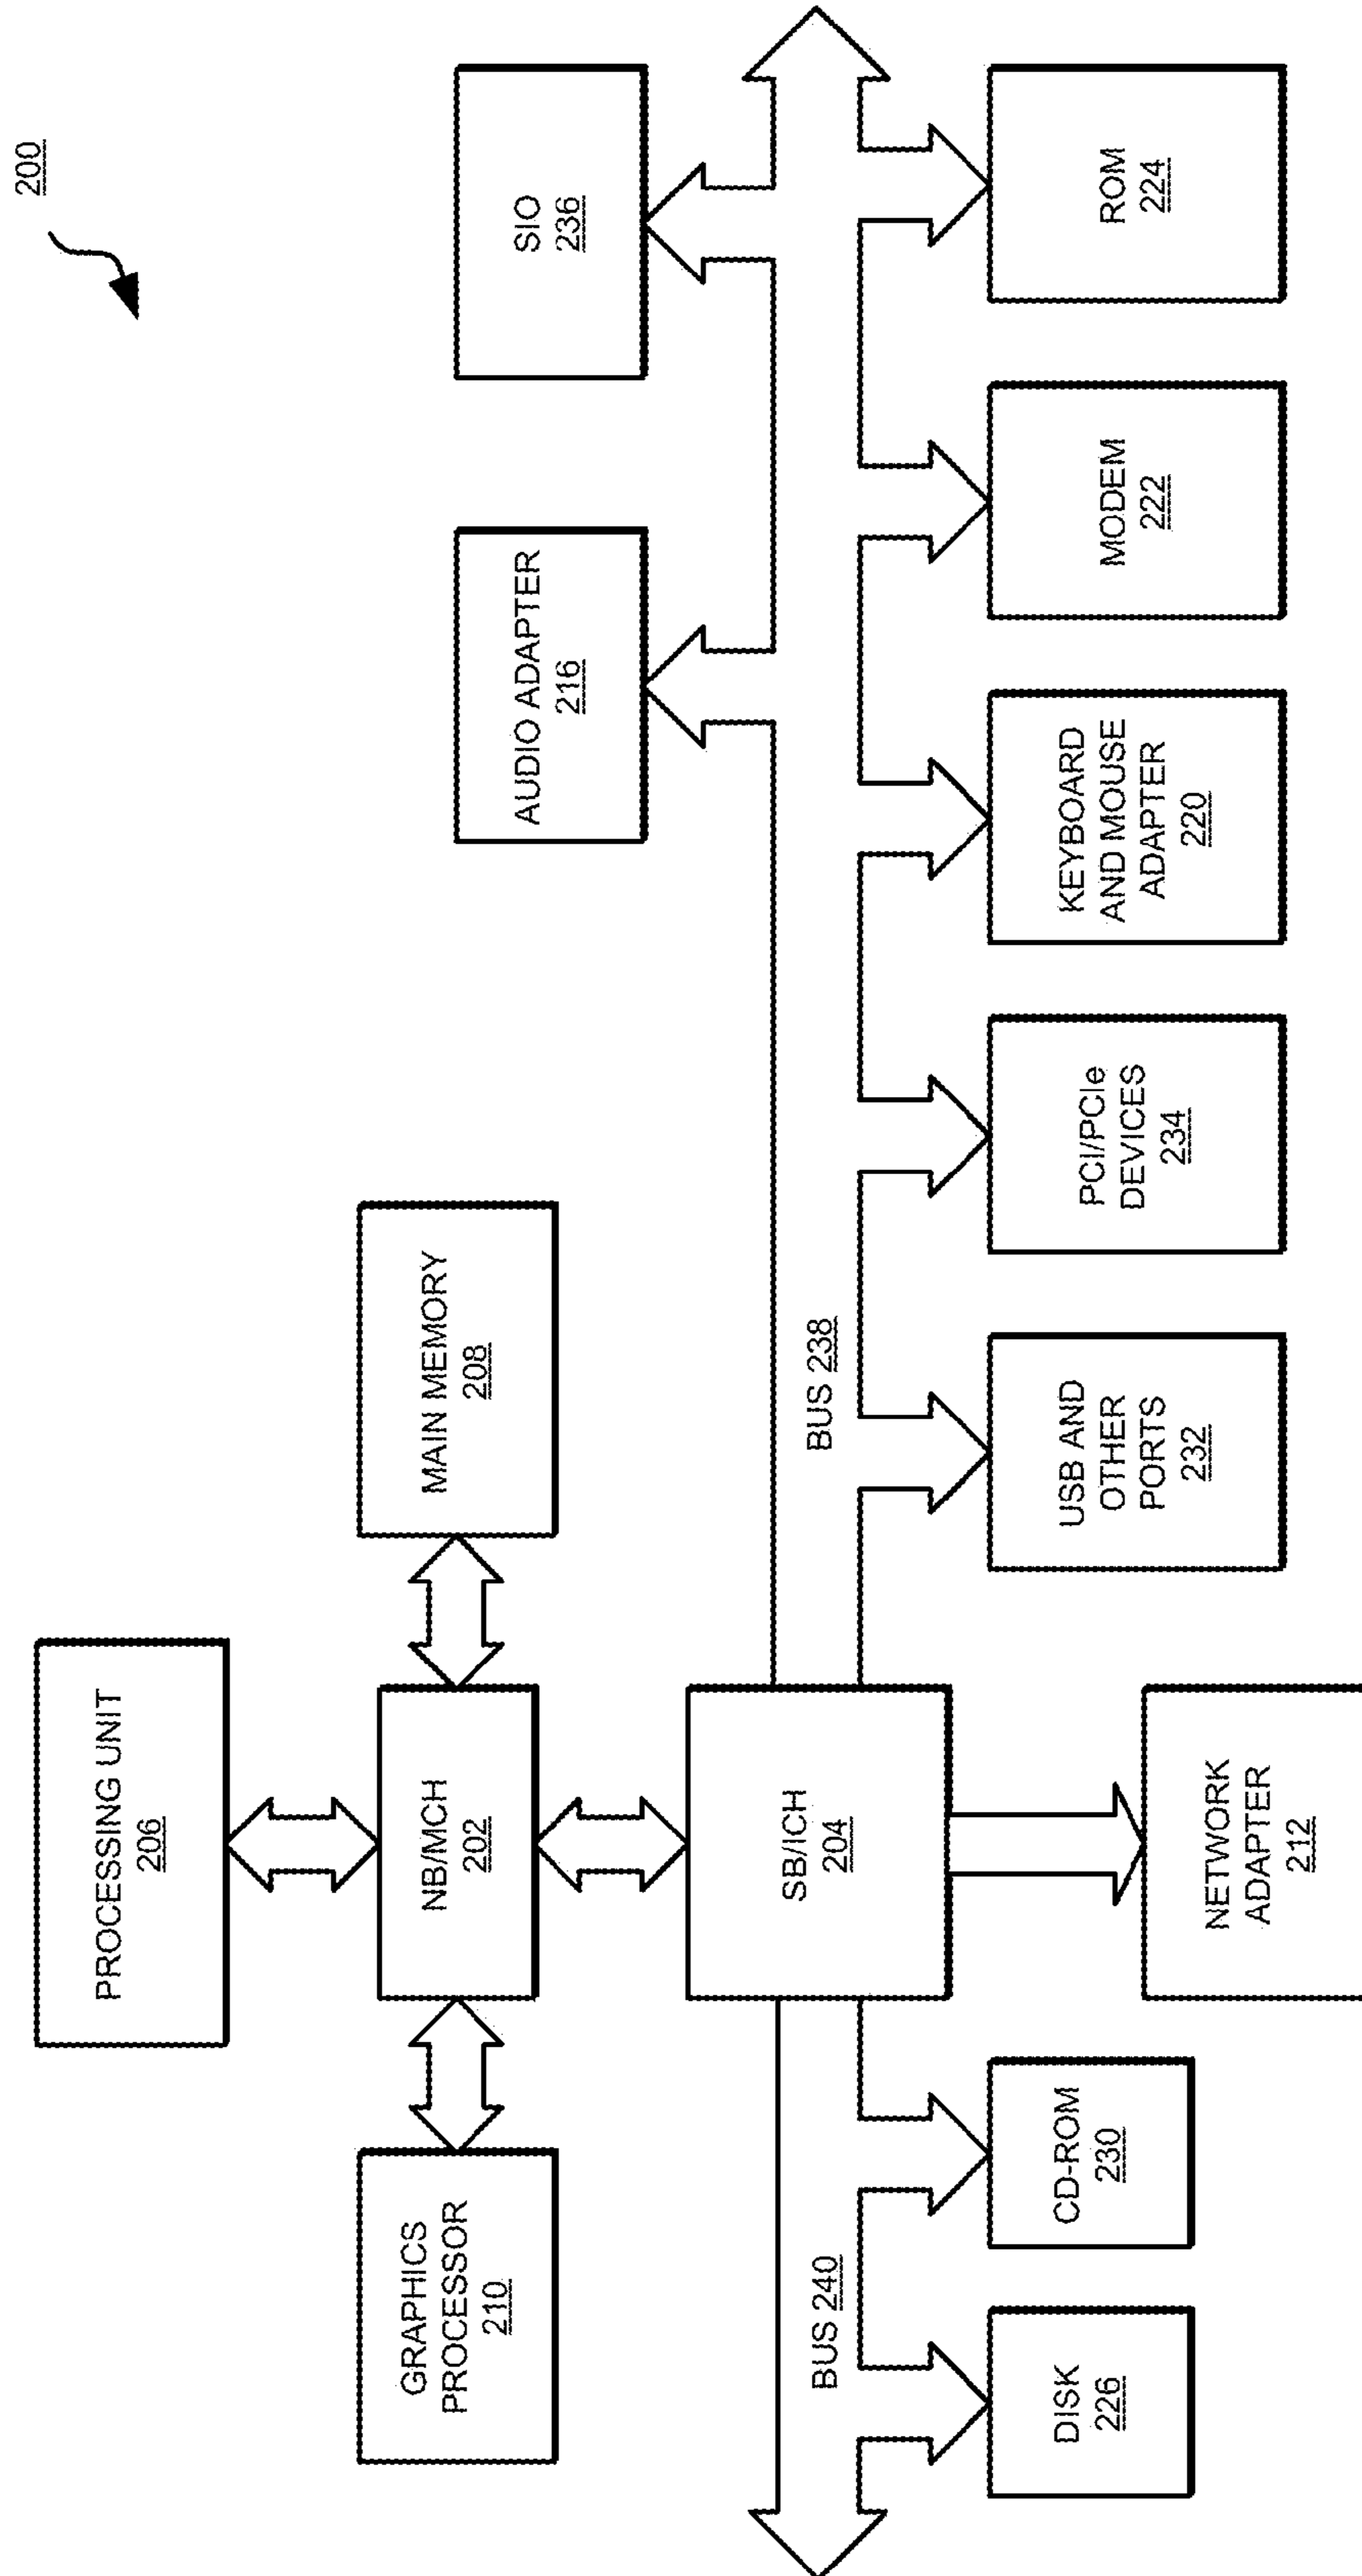 200
PROCESSING UNIT
206
GRAPHICS
PROCESSOR
210
NB/MCH
202
MAIN MEMORY
208
AUDIO ADAPTER
216
SIO
236
SB/ICH
204
BUS 240
BUS 238
DISK
226
CD-ROM
230
NETWORK
ADAPTER
212
USB AND
OTHER
PORTS
232
PCI/PCIe
DEVICES
234
KEYBOARD
AND MOUSE
ADAPTER
220
MODEM
222
ROM
224